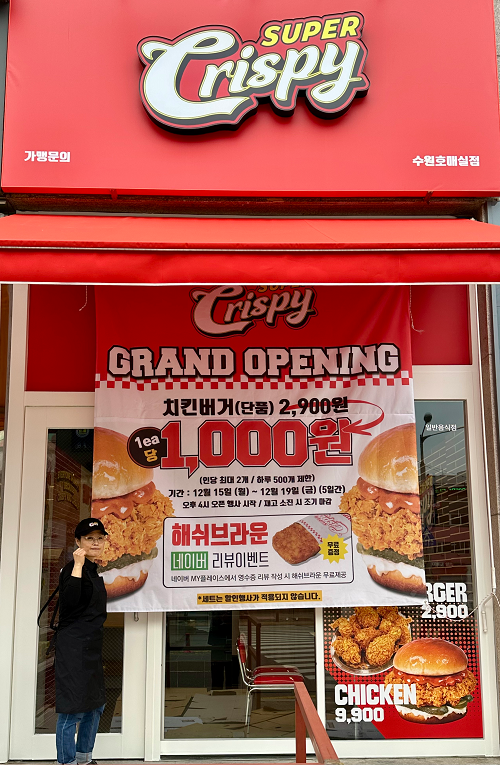 SUPER
Crispy
가맹문의
수원호매실점
SUPER
Crispy
GRAND OPENING
치킨버거(단품) 2,900원
1ea당 1,000원
(인당 최대 2개 / 하루 500개 제한)
기간 : 12월 15일 (월) ~ 12월 19일 (금) (5일간)
오후 4시 오픈 행사 시작 / 재고 소진 시 조기 마감
해쉬브라운
무료증정
네이버 리뷰이벤트
네이버 MY플레이스에서 영수증 리뷰 작성 시 해쉬브라운 무료제공
*세트는 할인행사가 적용되지 않습니다.
일반음식점
RGER
2,900
CHICKEN
9,900